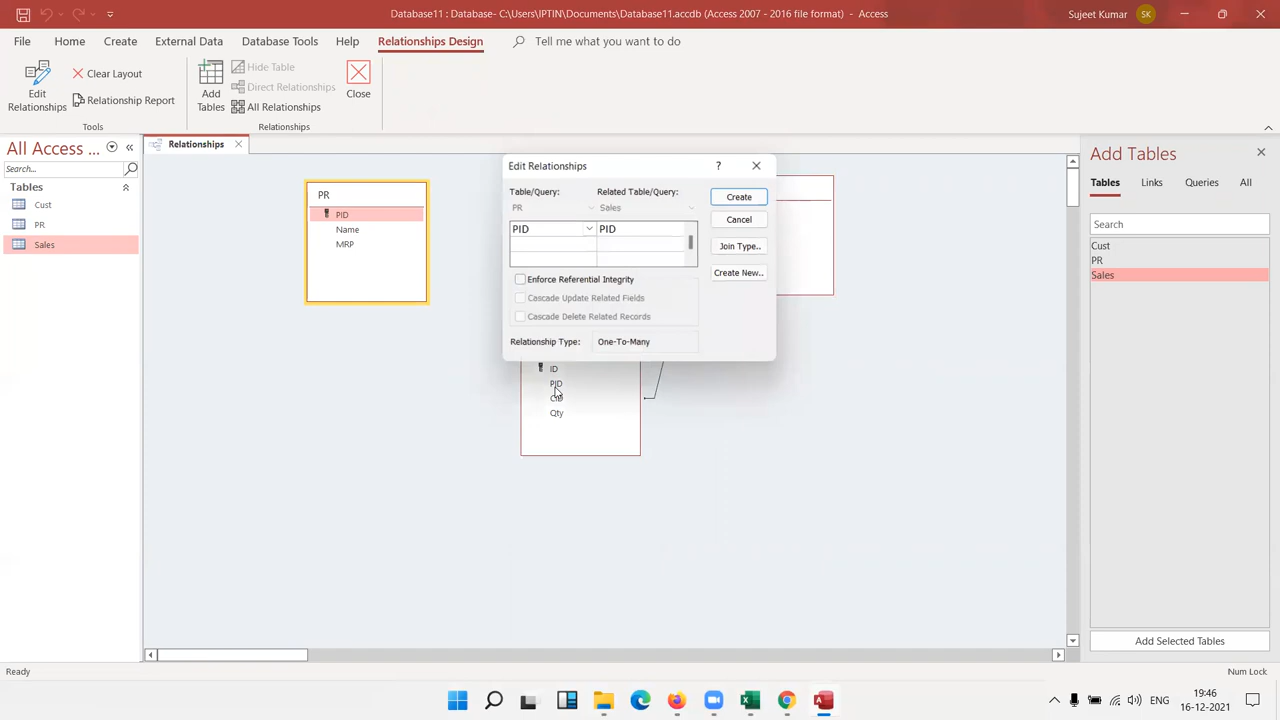 Database11 : Database- C:\Users\IPTIN\Documents\Database11.accdb (Access 2007 - 2016 file format) - Access
Sujeet Kumar
SK
File
Home
Create
External Data
Database Tools
Help
Relationships Design
Tell me what you want to do
Edit
Relationships
Clear Layout
Relationship Report
Tools
Add
Tables
Hide Table
Direct Relationships
All Relationships
Close
Relationships
All Access ...
Search...
Tables
Cust
PR
Sales
Relationships
PR
PID
Name
MRP
Edit Relationships
?
Table/Query:
Related Table/Query:
PR
Sales
PID
PID
Create
Cancel
Join Type..
Create New..
Enforce Referential Integrity
Cascade Update Related Fields
Cascade Delete Related Records
Relationship Type:
One-To-Many
ID
PID
CID
Qty
Add Tables
Tables
Links
Queries
All
Search
Cust
PR
Sales
Add Selected Tables
Ready
Num Lock
ENG
19:46
16-12-2021